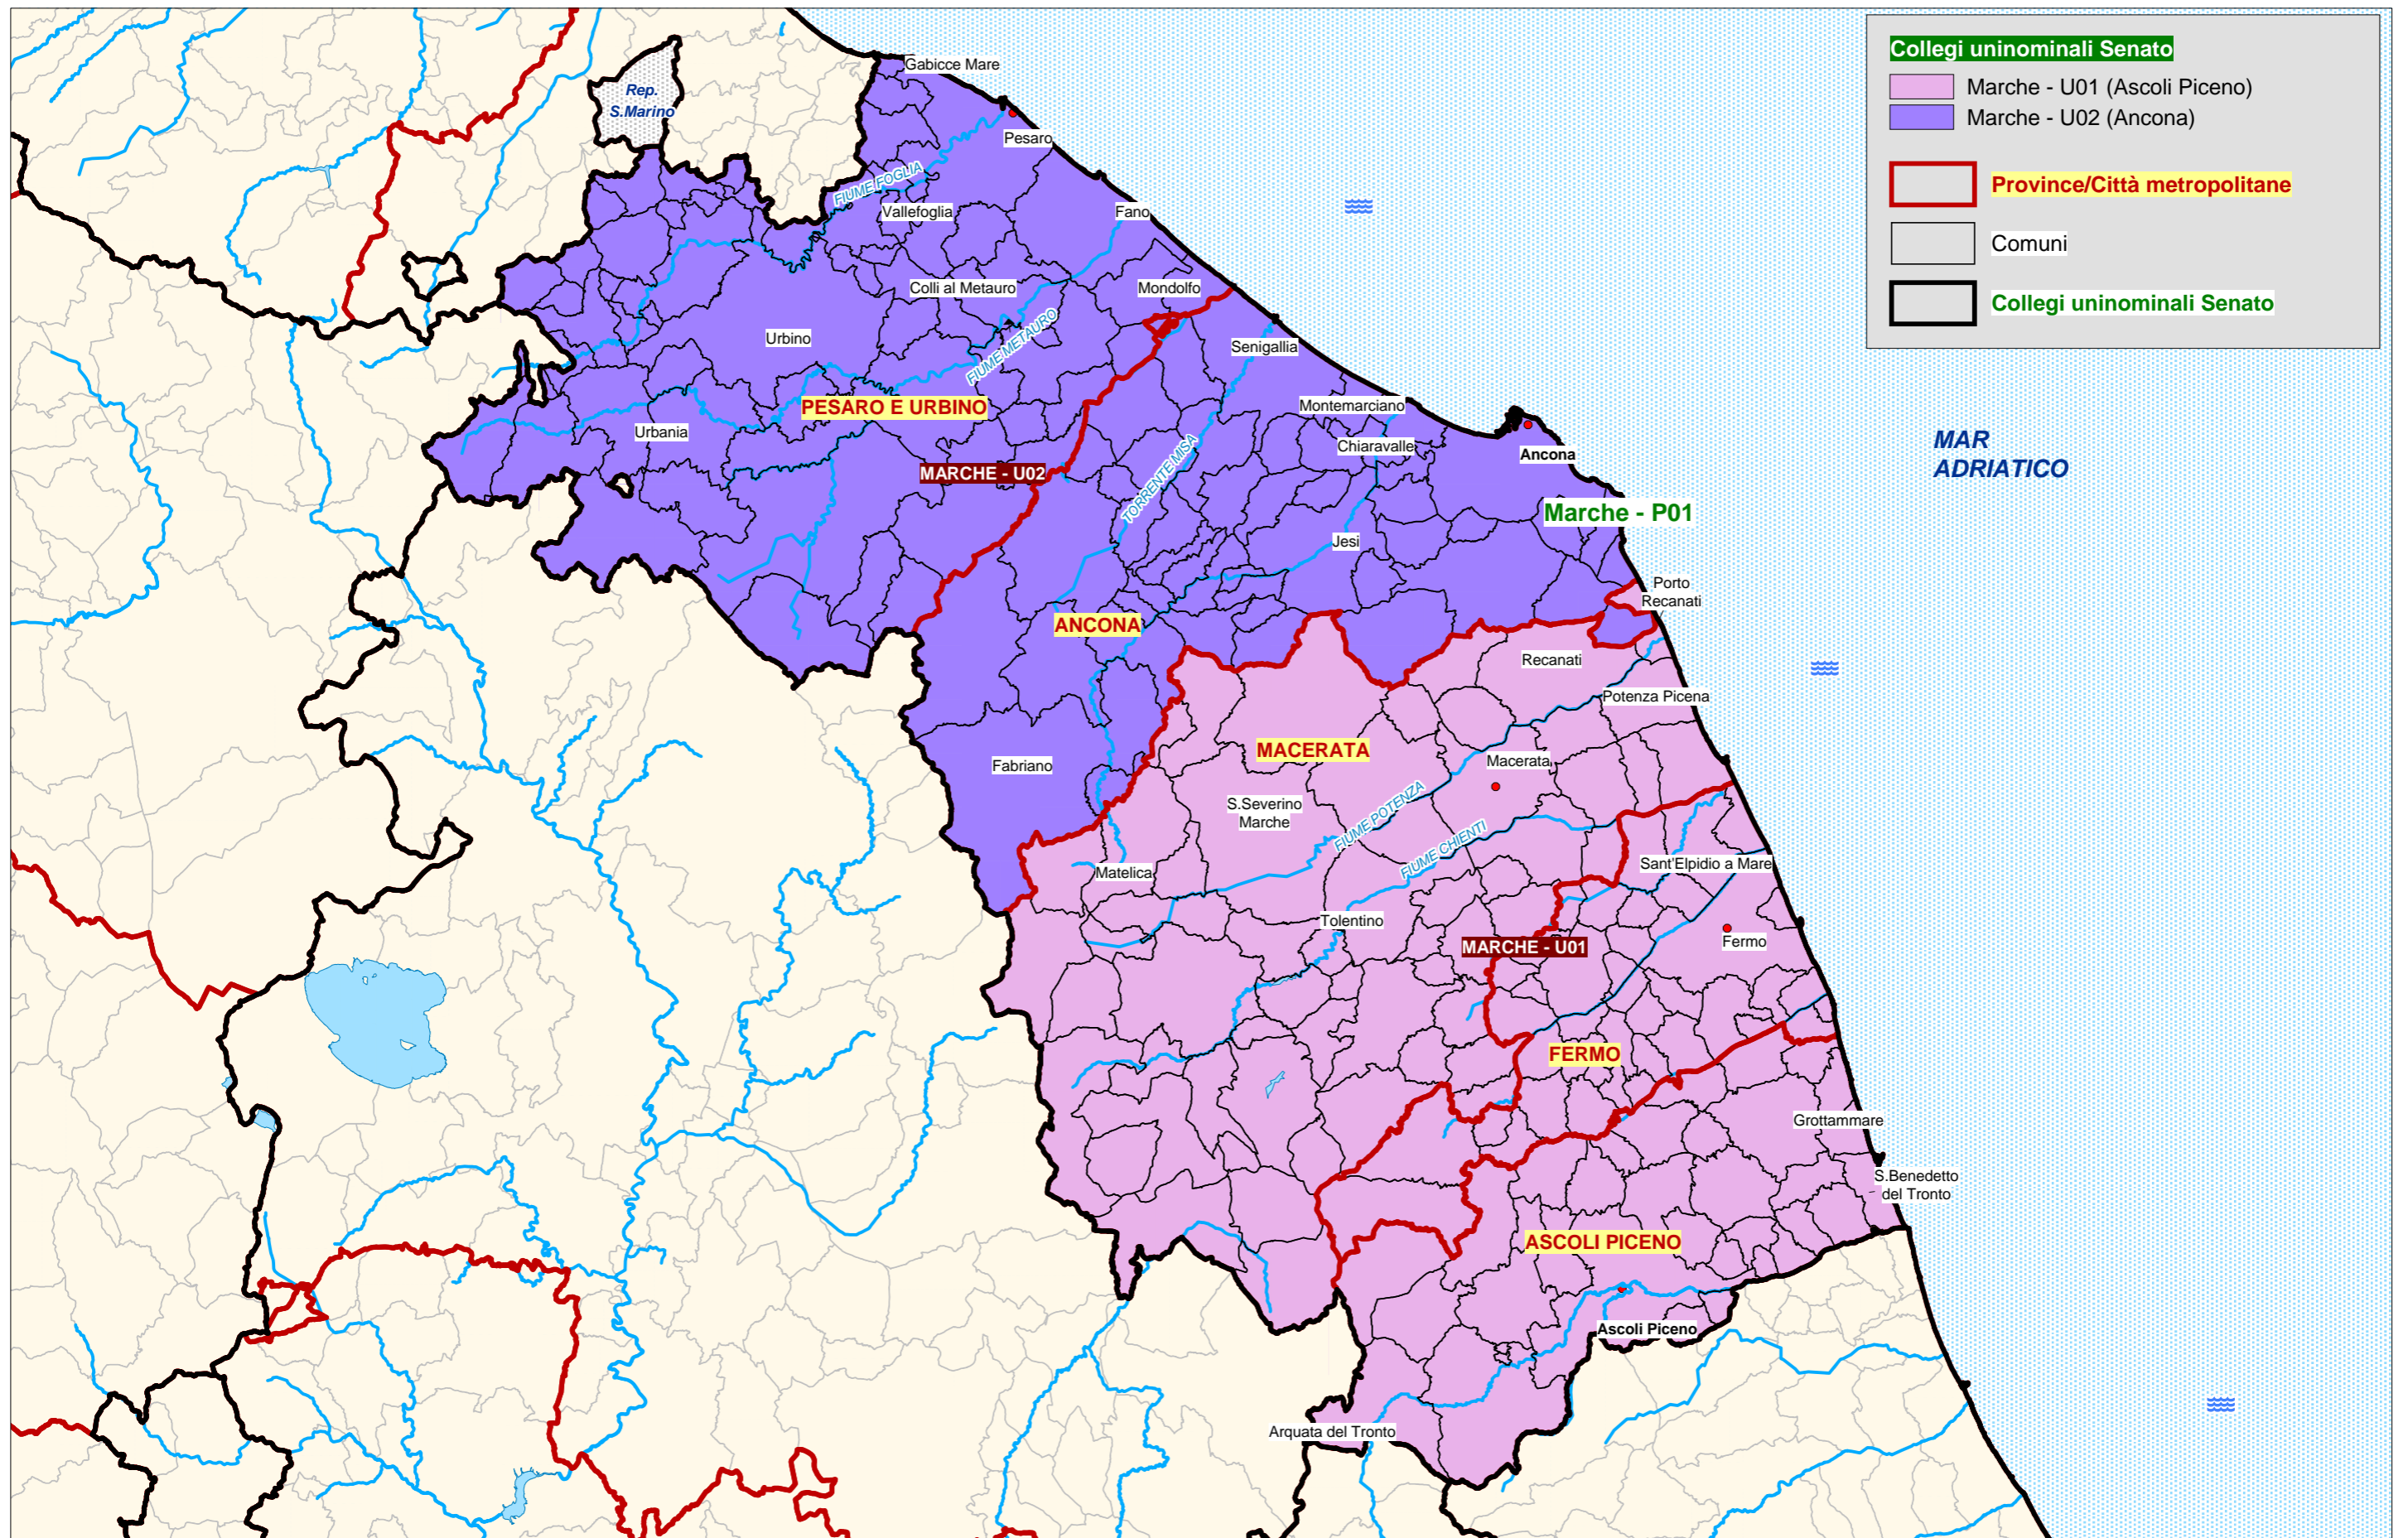 Collegi uninominali Senato
Marche - U01 (Ascoli Piceno)
Marche - U02 (Ancona)
Province/Città metropolitane
Comuni
Collegi uninominali Senato
Gabicce Mare
Rep.
S.Marino
Pesaro
FIUME FOGLIA
Vallefoglia
Fano
Colli al Metauro
Mondolfo
Urbino
FIUME METAURO
Senigallia
PESARO E URBINO
Montemarciano
Urbania
Chiaravalle
Ancona
MAR
ADRIATICO
MARCHE - U02
TORRENTE MISA
Marche - P01
Jesi
Porto
Recanati
ANCONA
Recanati
Potenza Picena
MACERATA
Fabriano
Macerata
S.Severino
Marche
FIUME POTENZA
FIUME CHIENTI
Matelica
Sant'Elpidio a Mare
Tolentino
MARCHE - U01
Fermo
FERMO
Grottammare
S.Benedetto
del Tronto
ASCOLI PICENO
Ascoli Piceno
Arquata del Tronto